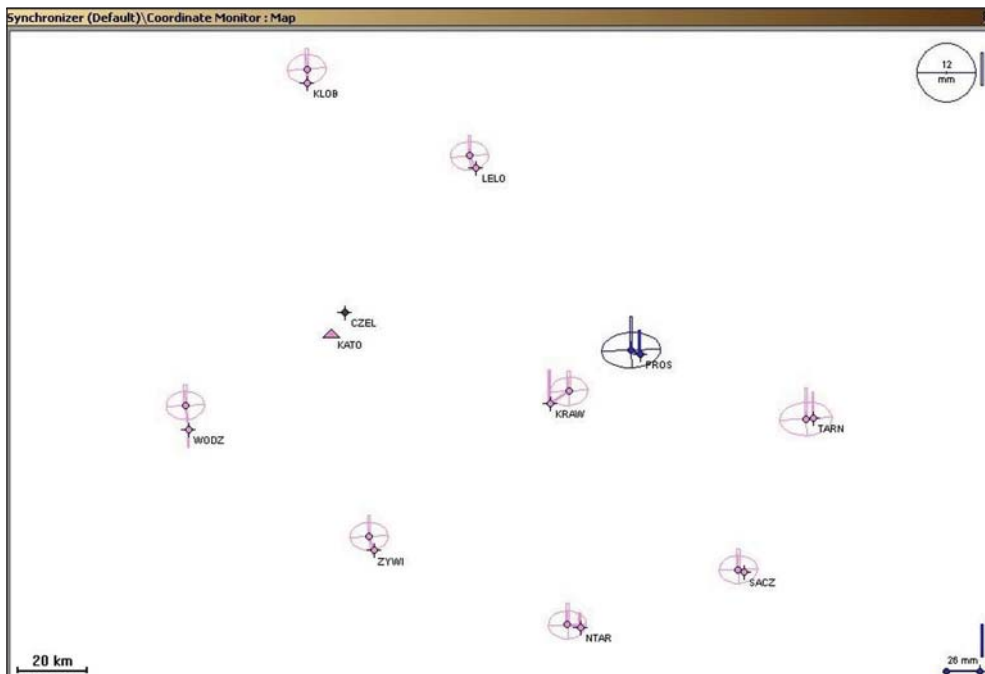 Synchronizer (Default)\Coordinate Monitor : Map
12
mm
KLOB
LELO
CZEL
KATO
PROS
KRAW
TARN
WODZ
ZYWI
SACZ
NTAR
20 km
26 mm